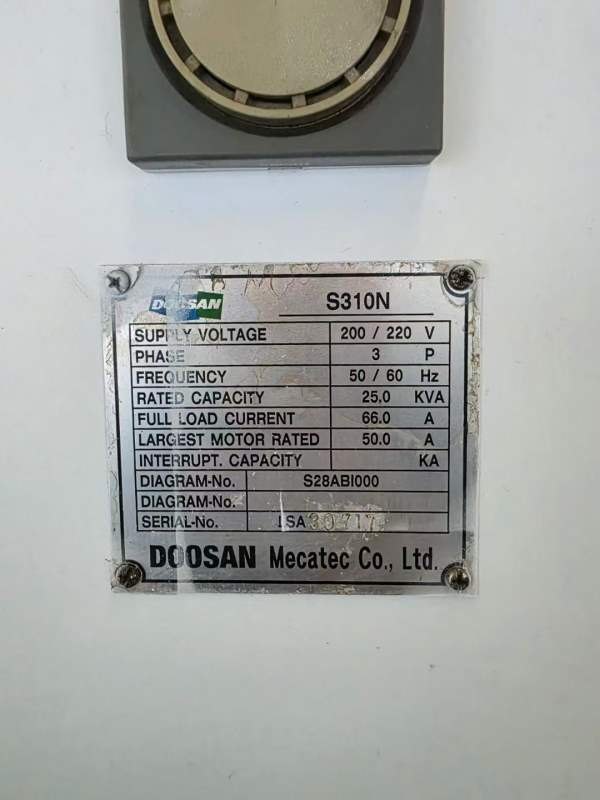 DOOSAN S310N
SUPPLY VOLTAGE 200 / 220 V
PHASE 3 P
FREQUENCY 50 / 60 Hz
RATED CAPACITY 25.0 KVA
FULL LOAD CURRENT 66.0 A
LARGEST MOTOR RATED 50.0 A
INTERRUPT. CAPACITY KA
DIAGRAM-No. S28ABI000
DIAGRAM-No.
SERIAL-No. LSA 30717
DOOSAN Mecatec Co., Ltd.